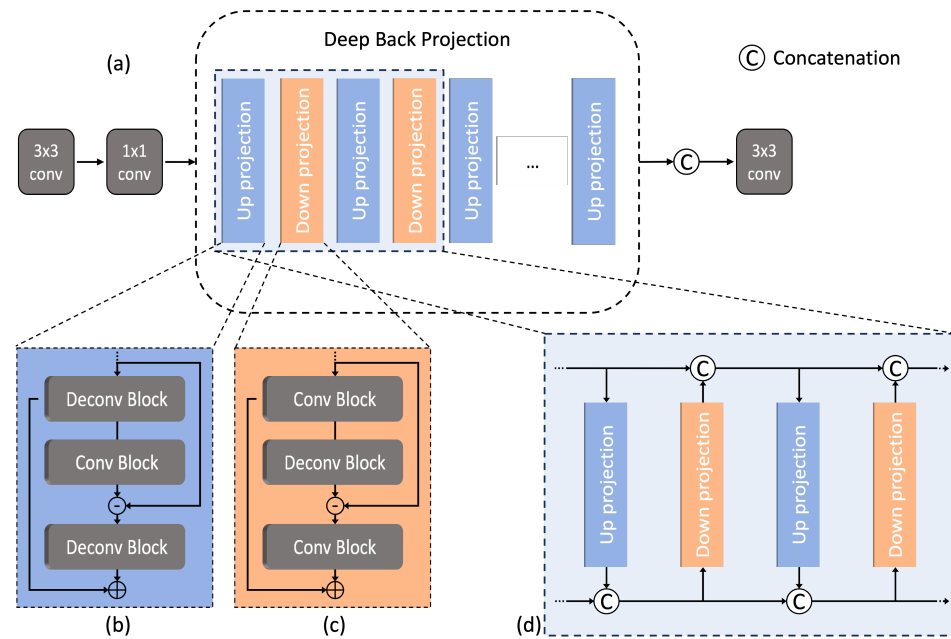 Deep Back Projection
(a)
C Concatenation
3x3
conv
1x1
conv
Up projection
Down projection
Up projection
Down projection
Up projection
...
Up projection
C
3x3
conv
Deconv Block
Conv Block
-
Deconv Block
+
(b)
Conv Block
Deconv Block
-
Conv Block
+
(c)
C
C
Up projection
Down projection
Up projection
Down projection
C
C
(d)